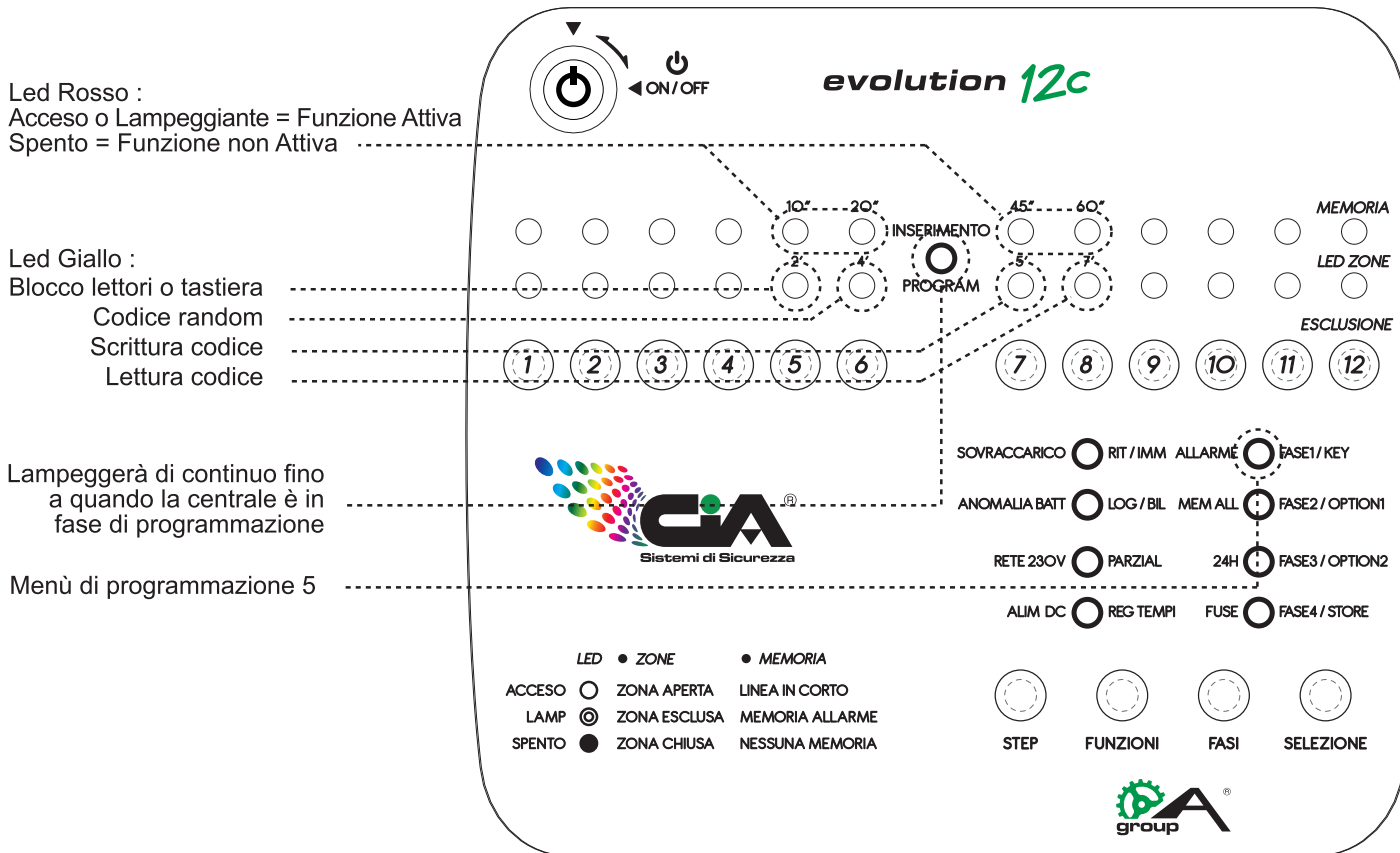 ON / OFF
evolution 12c
Led Rosso :
Acceso o Lampeggiante = Funzione Attiva
Spento = Funzione non Attiva
10” 20” 45” 60” MEMORIA
INSERIMENTO
Led Giallo :
Blocco lettori o tastiera
Codice random
Scrittura codice
Lettura codice
2’ 4’ 5’ 7’ LED ZONE
PROGRAM
ESCLUSIONE
1 2 3 4 5 6 7 8 9 10 11 12
Lampeggerà di continuo fino
a quando la centrale è in
fase di programmazione
Menù di programmazione 5
SOVRACCARICO RIT / IMM ALLARME FASE1 / KEY
ANOMALIA BATT LOG / BIL MEM ALL FASE2 / OPTION1
RETE 230V PARZIAL 24H FASE3 / OPTION2
ALIM DC REG TEMPI FUSE FASE4 / STORE
CiA ®
Sistemi di Sicurezza
LED • ZONE • MEMORIA
ACCESO ZONA APERTA LINEA IN CORTO
LAMP ZONA ESCLUSA MEMORIA ALLARME
SPENTO ZONA CHIUSA NESSUNA MEMORIA
STEP FUNZIONI FASI SELEZIONE
A ®
group